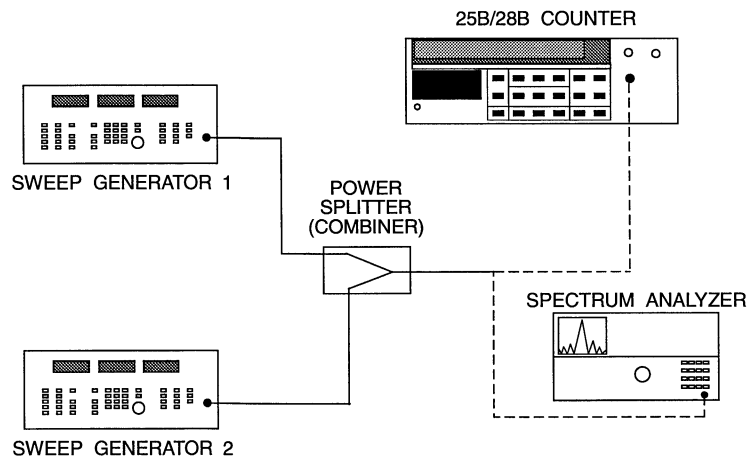 25B/28B COUNTER
SWEEP GENERATOR 1
POWER
SPLITTER
(COMBINER)
SPECTRUM ANALYZER
SWEEP GENERATOR 2